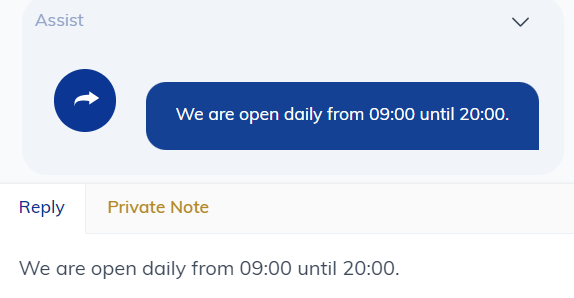 Assist
We are open daily from 09:00 until 20:00.
Reply
Private Note
We are open daily from 09:00 until 20:00.